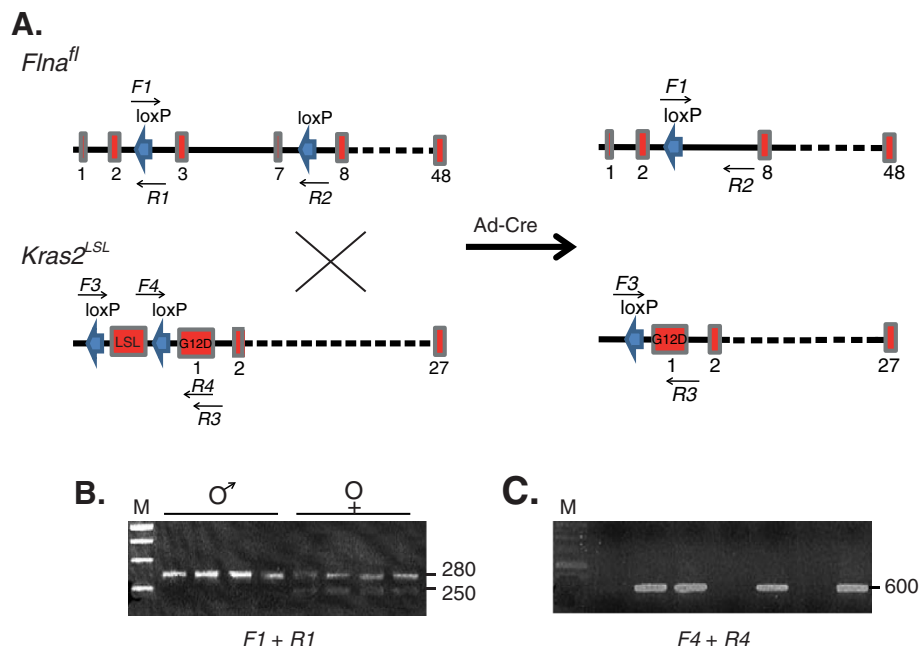 A.
Flna^fl
F1
loxP
loxP
1 2 3 7 8 48
R1
R2
F1
loxP
1 2 8 48
R2
Ad-Cre
Kras2^LSL
F3 F4
loxP loxP
LSL
G12D
1 2 27
R4
R3
F3
loxP
G12D
1 2 27
R3
B.
M ♂ ♀
280
250
F1 + R1
C.
M
600
F4 + R4